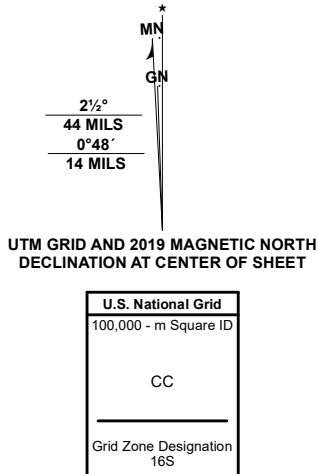 ★
MN
GN
2½°
44 MILS
0°48´
14 MILS
UTM GRID AND 2019 MAGNETIC NORTH
DECLINATION AT CENTER OF SHEET
U.S. National Grid
100,000 - m Square ID
CC
Grid Zone Designation
16S